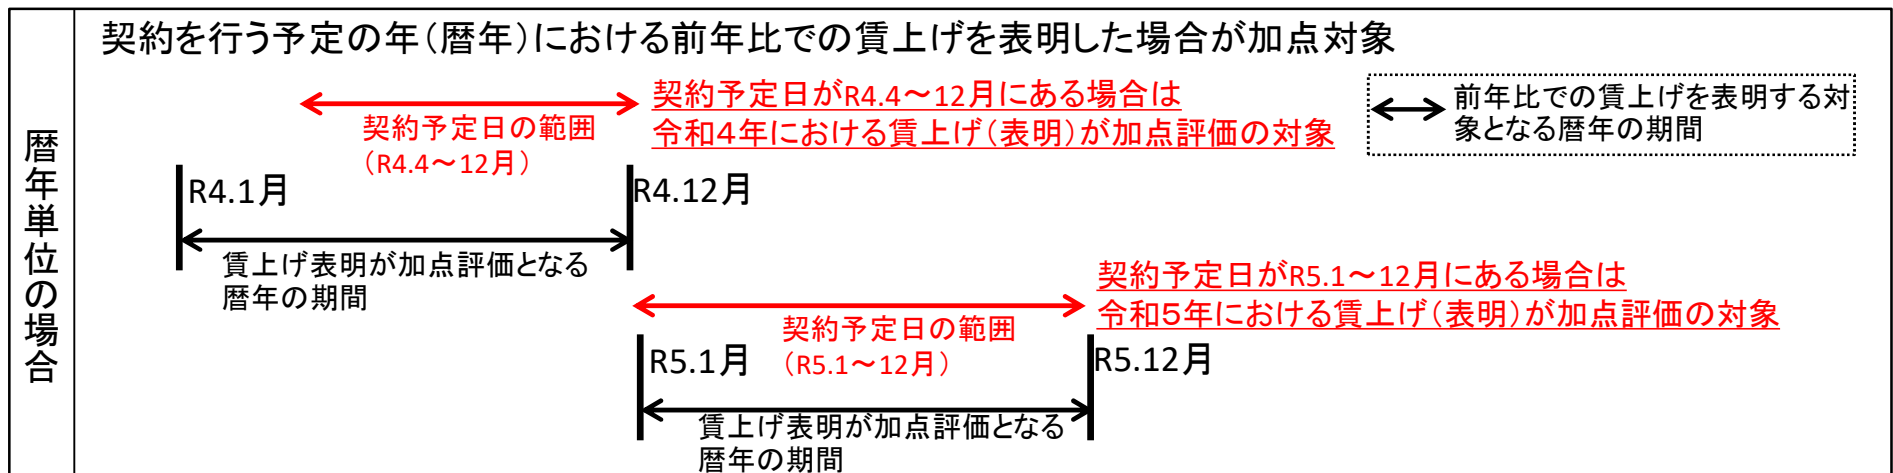 暦年単位の場合
契約を行う予定の年（暦年）における前年比での賃上げを表明した場合が加点対象
契約予定日の範囲
（R4.4～12月）
契約予定日がR4.4～12月にある場合は
令和４年における賃上げ（表明）が加点評価の対象
前年比での賃上げを表明する対
象となる暦年の期間
R4.1月
R4.12月
賃上げ表明が加点評価となる
暦年の期間
契約予定日がR5.1～12月にある場合は
令和５年における賃上げ（表明）が加点評価の対象
契約予定日の範囲
（R5.1～12月）
R5.1月
R5.12月
賃上げ表明が加点評価となる
暦年の期間